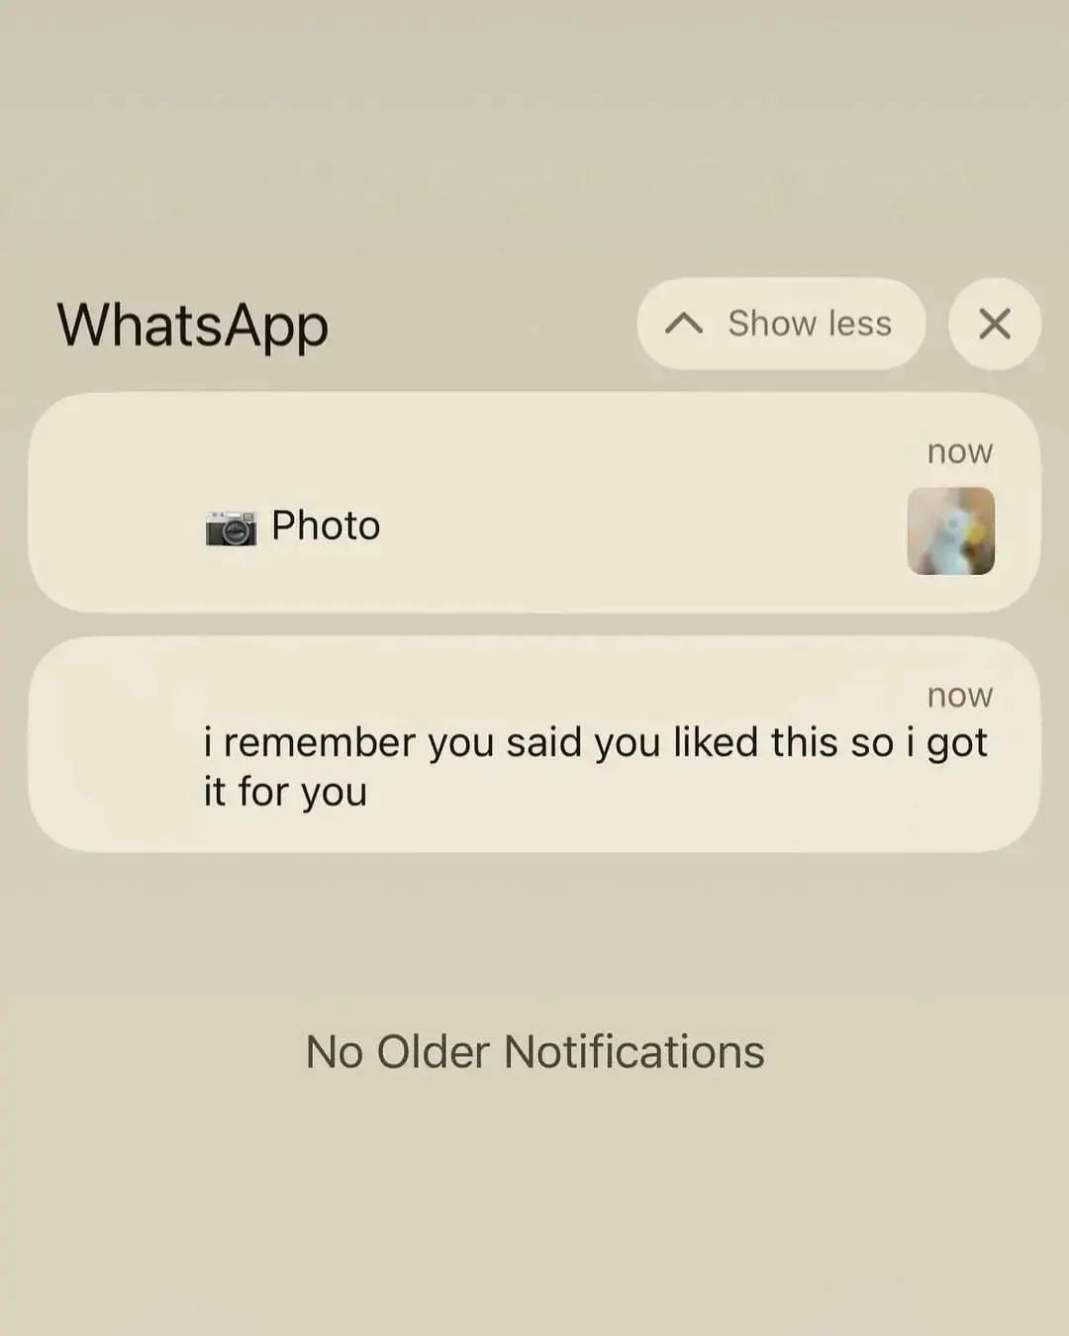 WhatsApp
Show less
now
Photo
now
i remember you said you liked this so i got
it for you
No Older Notifications